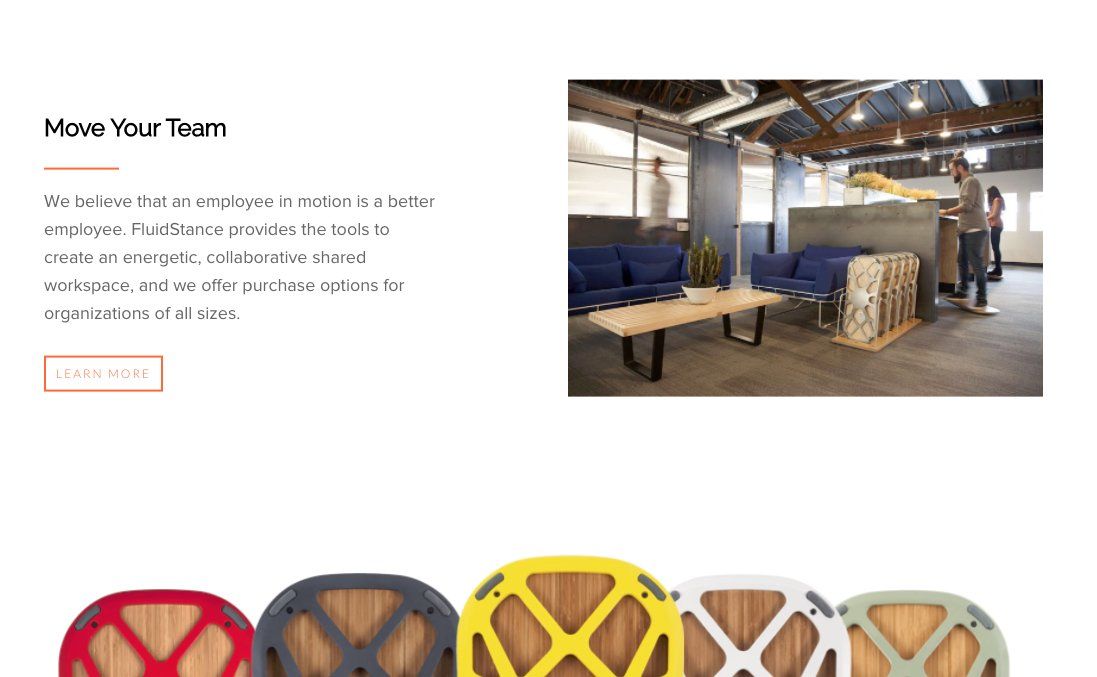 Move Your Team
We believe that an employee in motion is a better
employee. FluidStance provides the tools to
create an energetic, collaborative shared
workspace, and we offer purchase options for
organizations of all sizes.
LEARN MORE